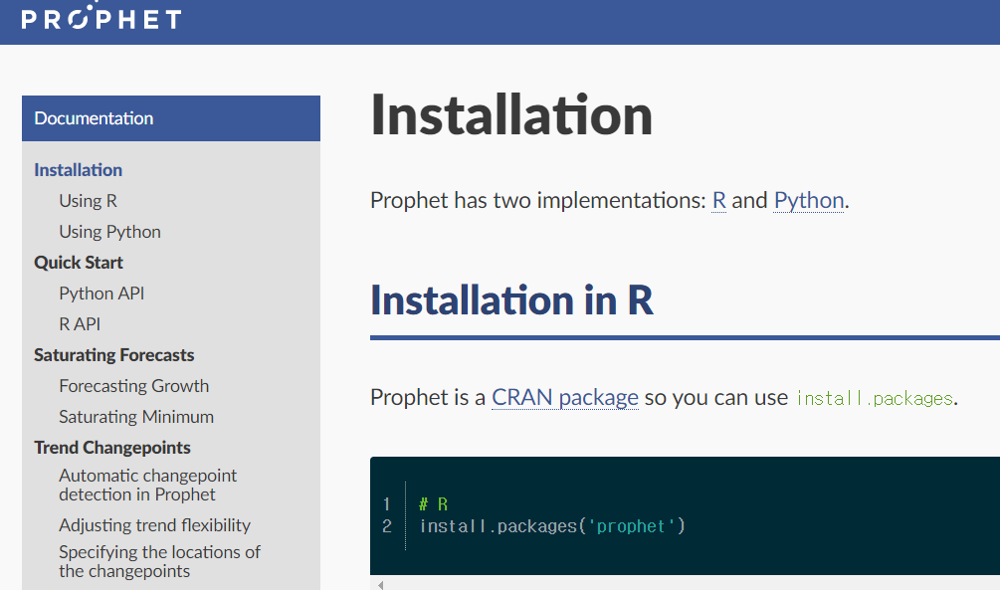 PROPHET
Documentation
Installation
Using R
Using Python
Quick Start
Python API
R API
Saturating Forecasts
Forecasting Growth
Saturating Minimum
Trend Changepoints
Automatic changepoint
detection in Prophet
Adjusting trend flexibility
Specifying the locations of
the changepoints
Installation
Prophet has two implementations: R and Python.
Installation in R
Prophet is a CRAN package so you can use install.packages.
1 # R
2 install.packages('prophet')